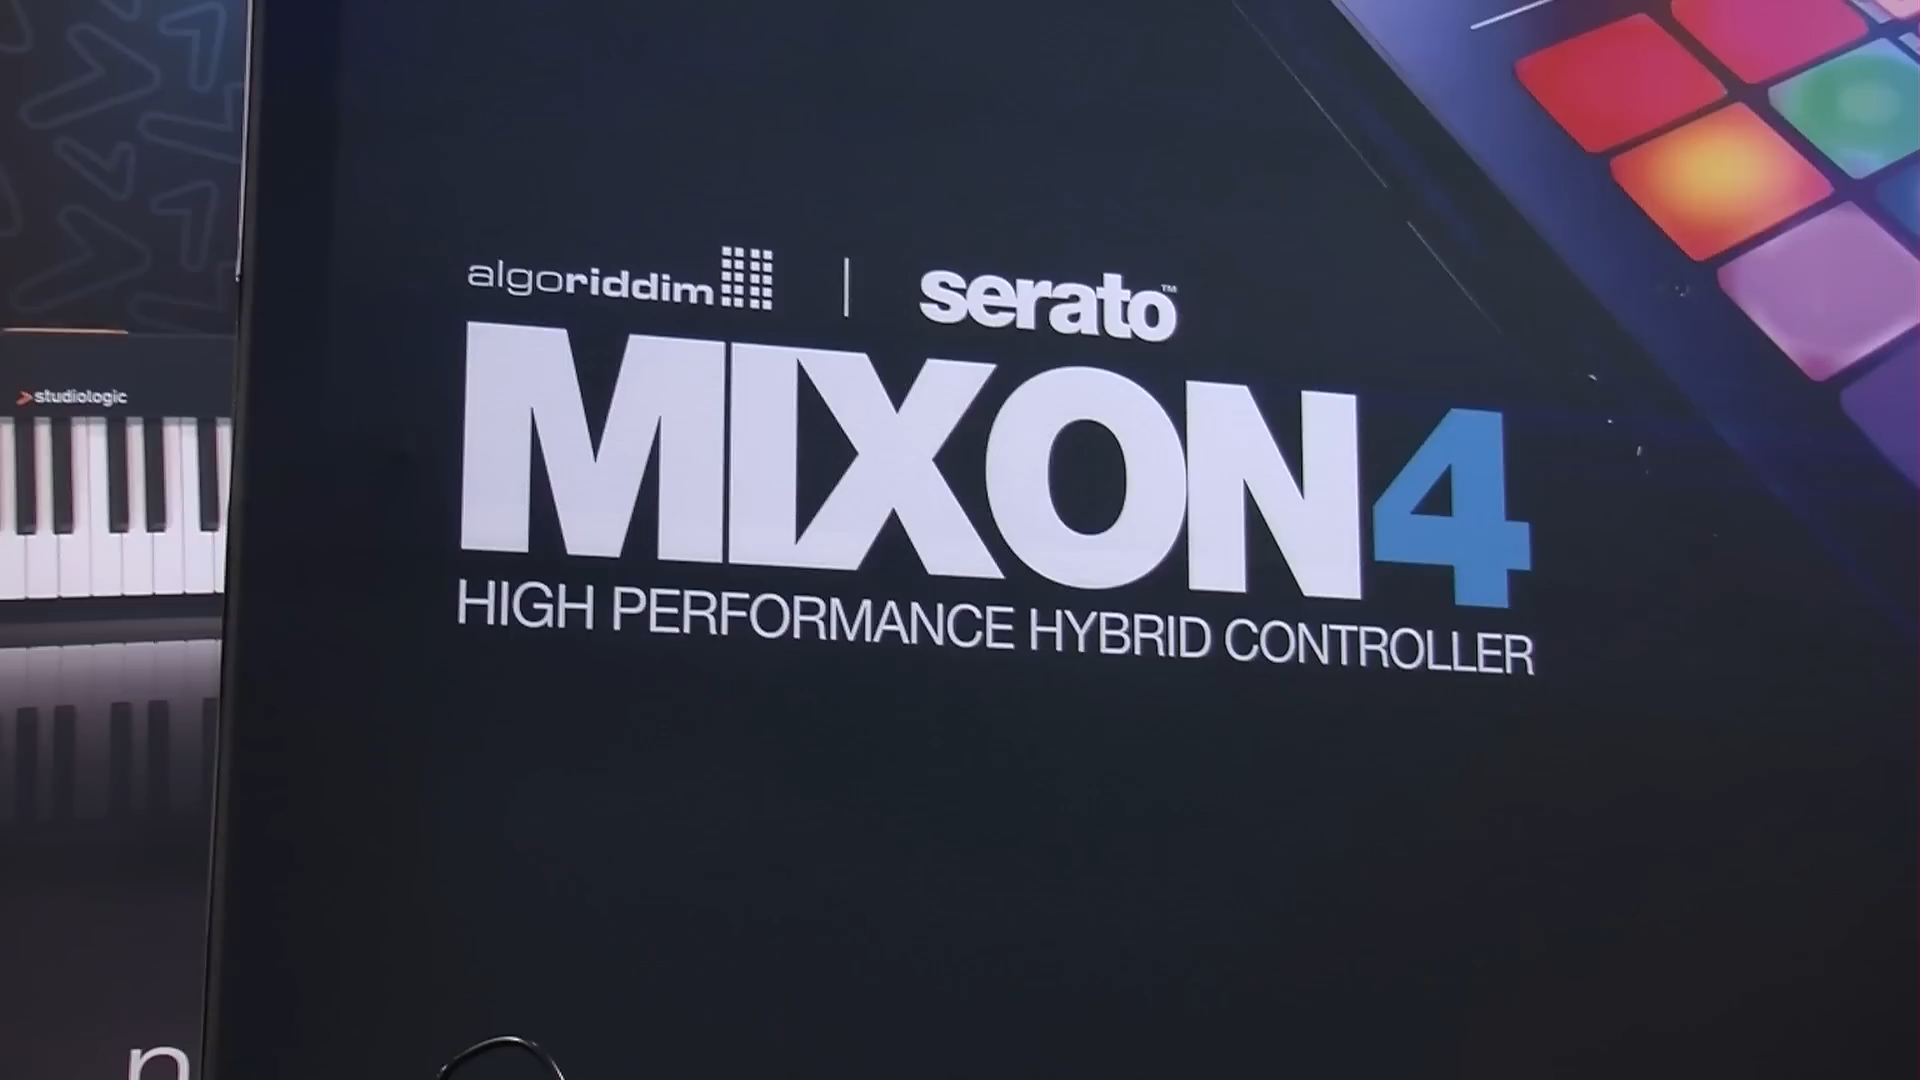 algoriddim | serato™
MIXON4
HIGH PERFORMANCE HYBRID CONTROLLER
studiologic
n